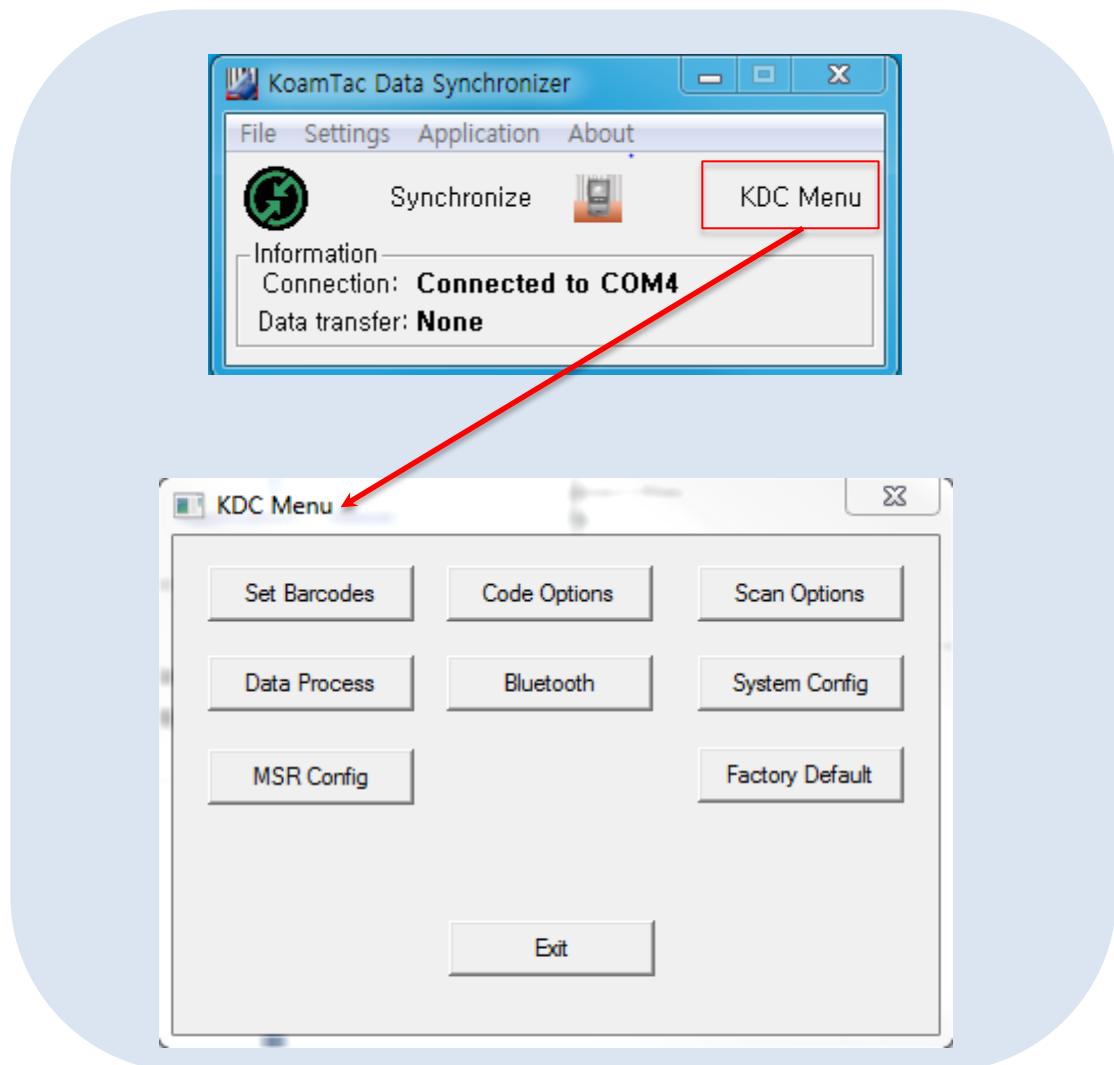 KoamTac Data Synchronizer
File Settings Application About
Synchronize KDC Menu
Information
Connection: Connected to COM4
Data transfer: None
KDC Menu
Set Barcodes Code Options Scan Options
Data Process Bluetooth System Config
MSR Config Factory Default
Exit